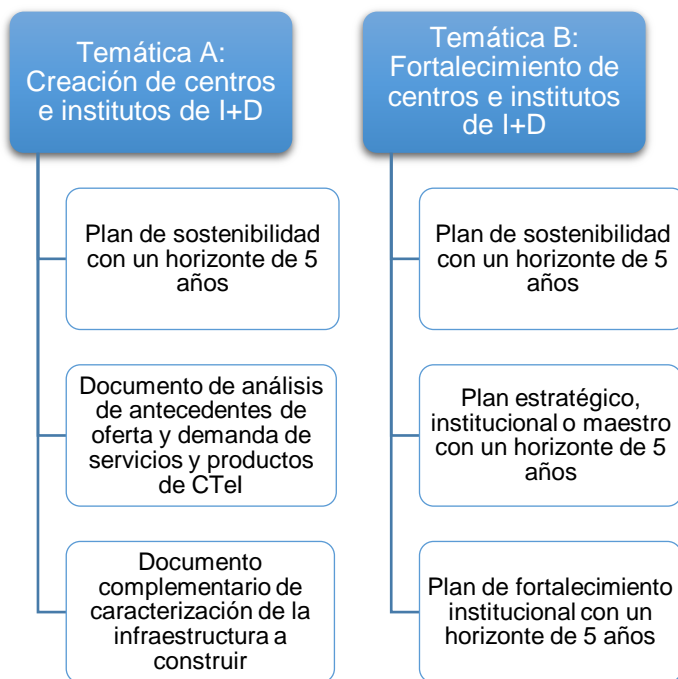 Temática A:
Creación de centros
e institutos de I+D
Plan de sostenibilidad
con un horizonte de 5
años
Documento de análisis
de antecedentes de
oferta y demanda de
servicios y productos
de CTeI
Documento
complementario de
caracterización de la
infraestructura a
construir
Temática B:
Fortalecimiento de
centros e institutos
de I+D
Plan de sostenibilidad
con un horizonte de 5
años
Plan estratégico,
institucional o maestro
con un horizonte de 5
años
Plan de fortalecimiento
institucional con un
horizonte de 5 años